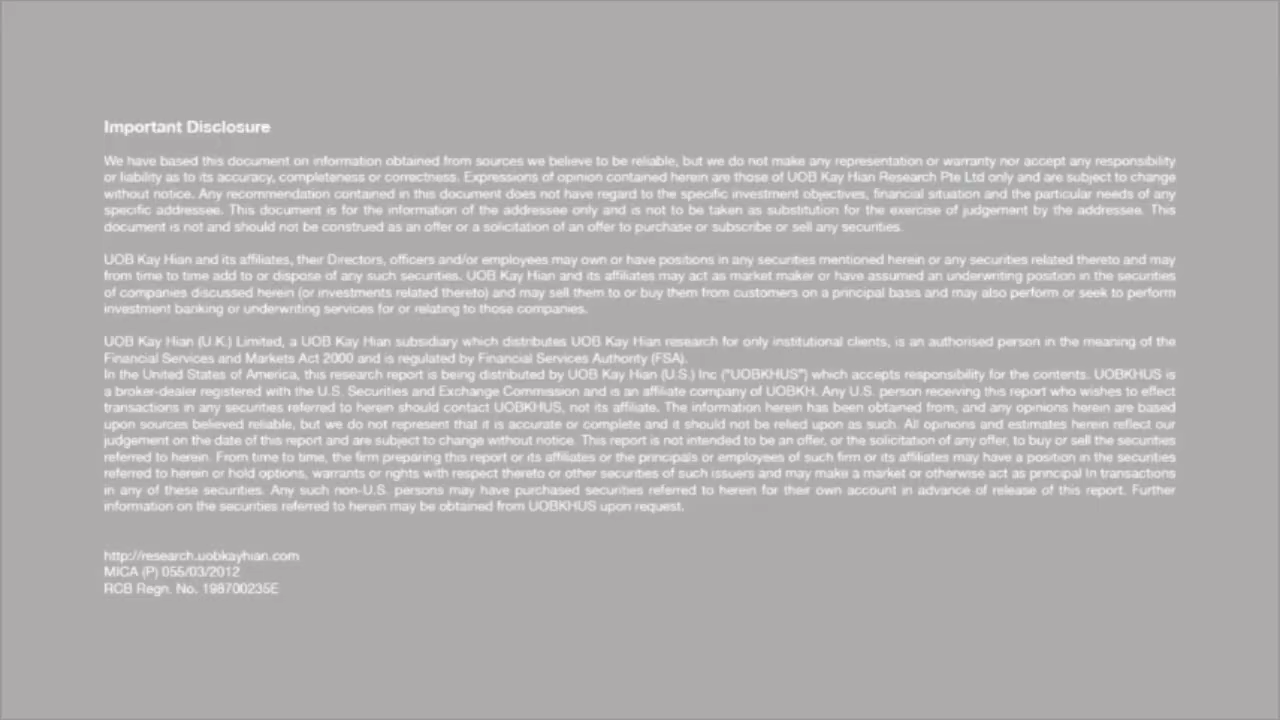 Important Disclosure
We have based this document on information obtained from sources we believe to be reliable, but we do not make any representation or warranty nor accept any responsibility
or liability as to its accuracy, completeness or correctness. Expressions of opinion contained herein are those of UOB Kay Hian Research Pte Ltd only and are subject to change
without notice. Any recommendation contained in this document does not have regard to the specific investment objectives, financial situation and the particular needs of any
specific addressee. This document is for the information of the addressee only and is not to be taken as substitution for the exercise of judgement by the addressee. This
document is not and should not be construed as an offer or a solicitation of an offer to purchase or subscribe or sell any securities.
UOB Kay Hian and its affiliates, their Directors, officers and/or employees may own or have positions in any securities mentioned herein or any securities related thereto and may
from time to time add to or dispose of any such securities. UOB Kay Hian and its affiliates may act as market maker or have assumed an underwriting position in the securities
of companies discussed herein (or investments related thereto) and may sell them to or buy them from customers on a principal basis and may also perform or seek to perform
investment banking or underwriting services for or relating to those companies.
UOB Kay Hian (U.K.) Limited, a UOB Kay Hian subsidiary which distributes UOB Kay Hian research for only institutional clients, is an authorised person in the meaning of the
Financial Services and Markets Act 2000 and is regulated by Financial Services Authority (FSA).
In the United States of America, this research report is being distributed by UOB Kay Hian (U.S.) Inc ("UOBKHUS") which accepts responsibility for the contents. UOBKHUS is
a broker-dealer registered with the U.S. Securities and Exchange Commission and is an affiliate company of UOBKH. Any U.S. person receiving this report who wishes to effect
transactions in any securities referred to herein should contact UOBKHUS, not its affiliate. The information herein has been obtained from, and any opinions herein are based
upon sources believed reliable, but we do not represent that it is accurate or complete and it should not be relied upon as such. All opinions and estimates herein reflect our
judgement on the date of this report and are subject to change without notice. This report is not intended to be an offer, or the solicitation of any offer, to buy or sell the securities
referred to herein. From time to time, the firm preparing this report or its affiliates or the principals or employees of such firm or its affiliates may have a position in the securities
referred to herein or hold options, warrants or rights with respect thereto or other securities of such issuers and may make a market or otherwise act as principal In transactions
in any of these securities. Any such non-U.S. persons may have purchased securities referred to herein for their own account in advance of release of this report. Further
information on the securities referred to herein may be obtained from UOBKHUS upon request.
http://research.uobkayhian.com
MICA (P) 055/03/2012
RCB Regn. No. 198700235E